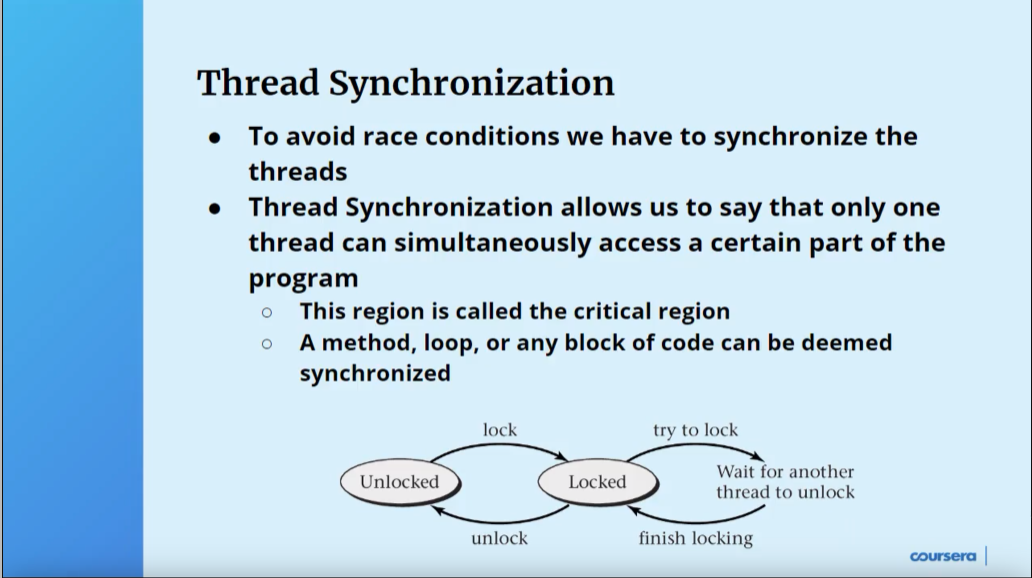 Thread Synchronization
● To avoid race conditions we have to synchronize the
threads
● Thread Synchronization allows us to say that only one
thread can simultaneously access a certain part of the
program
○ This region is called the critical region
○ A method, loop, or any block of code can be deemed
synchronized
lock
try to lock
Unlocked
Locked
Wait for another
thread to unlock
unlock
finish locking
coursera